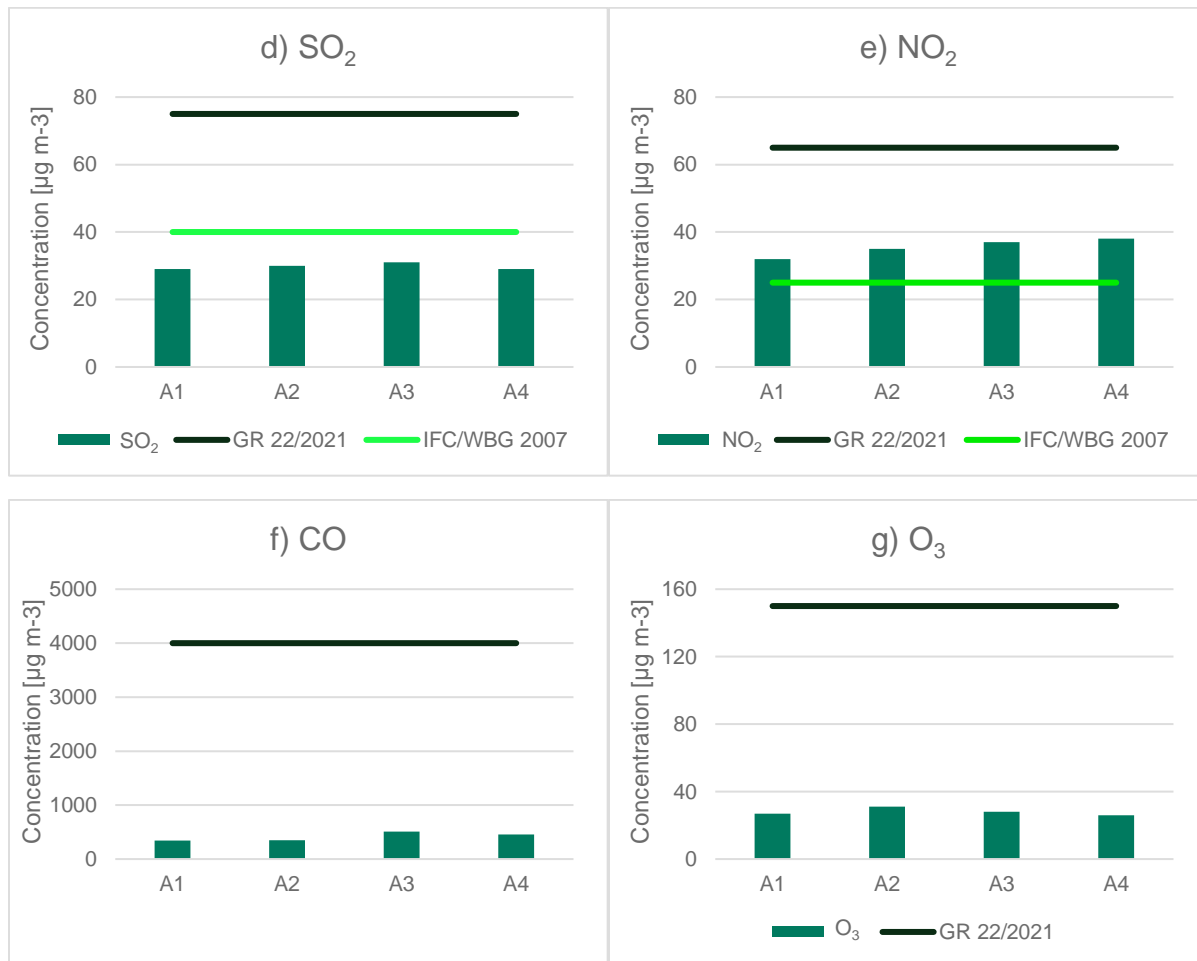 d) SO₂
Concentration [µg m-3]
80
60
40
20
0
A1 A2 A3 A4
SO₂ GR 22/2021 IFC/WBG 2007
e) NO₂
Concentration [µg m-3]
80
60
40
20
0
A1 A2 A3 A4
NO₂ GR 22/2021 IFC/WBG 2007
f) CO
Concentration [µg m-3]
5000
4000
3000
2000
1000
0
A1 A2 A3 A4
g) O₃
Concentration [µg m-3]
160
120
80
40
0
A1 A2 A3 A4
O₃ GR 22/2021